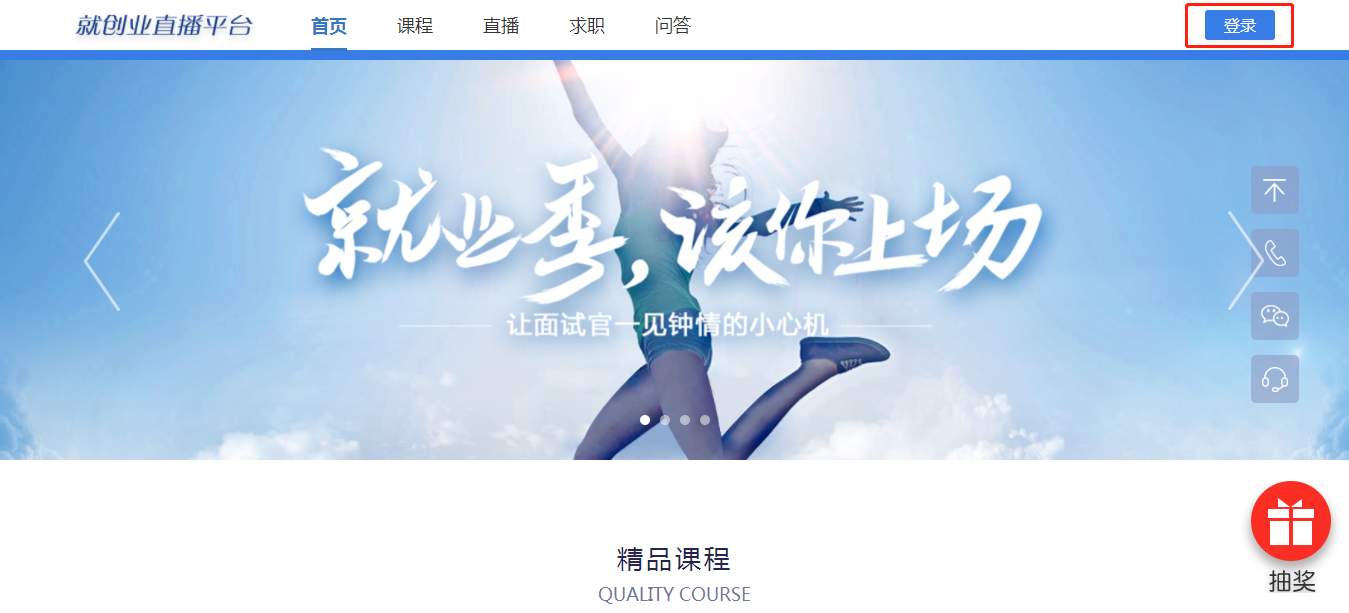 就创业直播平台
首页
课程
直播
求职
问答
登录
就业季,该你上场
让面试官一见钟情的小心机
抽奖
精品课程
QUALITY COURSE